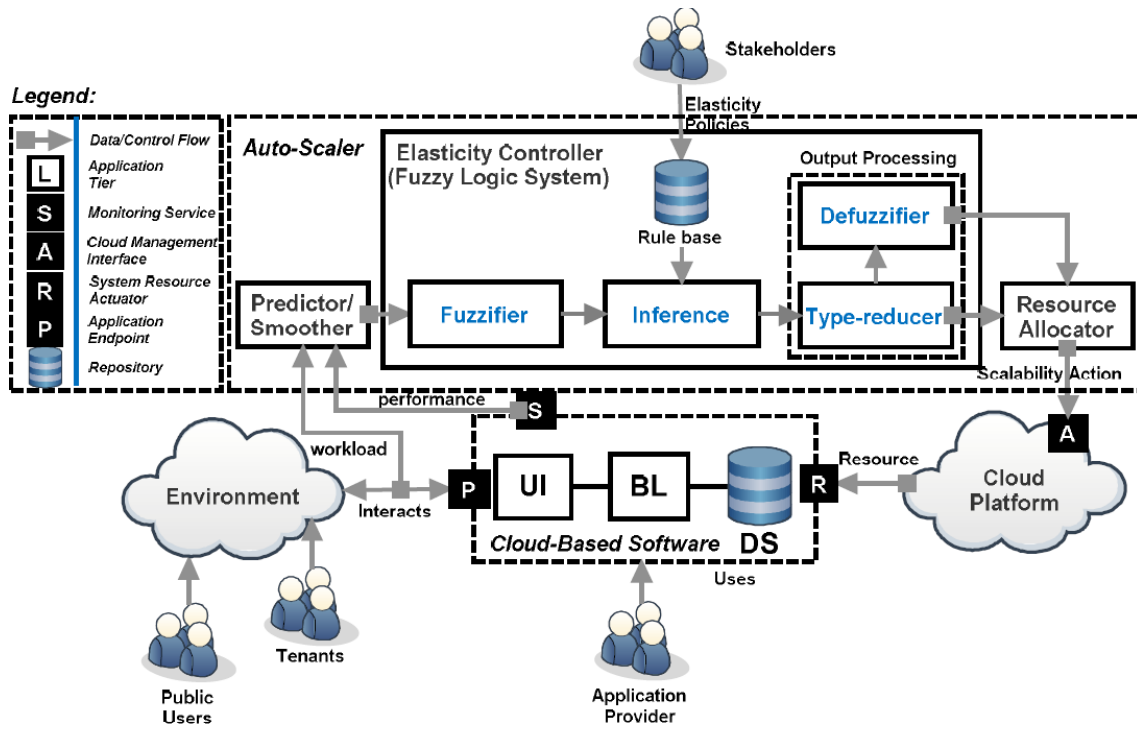 Stakeholders
Legend:
Elasticity
Policies
Data/Control Flow
L
Application
Tier
S
Monitoring Service
A
Cloud Management
Interface
R
System Resource
Actuator
P
Application
Endpoint
Repository
Auto-Scaler
Elasticity Controller
(Fuzzy Logic System)
Output Processing
Rule base
Defuzzifier
Predictor/
Smoother
Fuzzifier
Inference
Type-reducer
Resource
Allocator
Scalability Action
performance
S
workload
A
Environment
Interacts
P
UI
BL
DS
R
Resource
Cloud
Platform
Cloud-Based Software
Uses
Tenants
Public
Users
Application
Provider